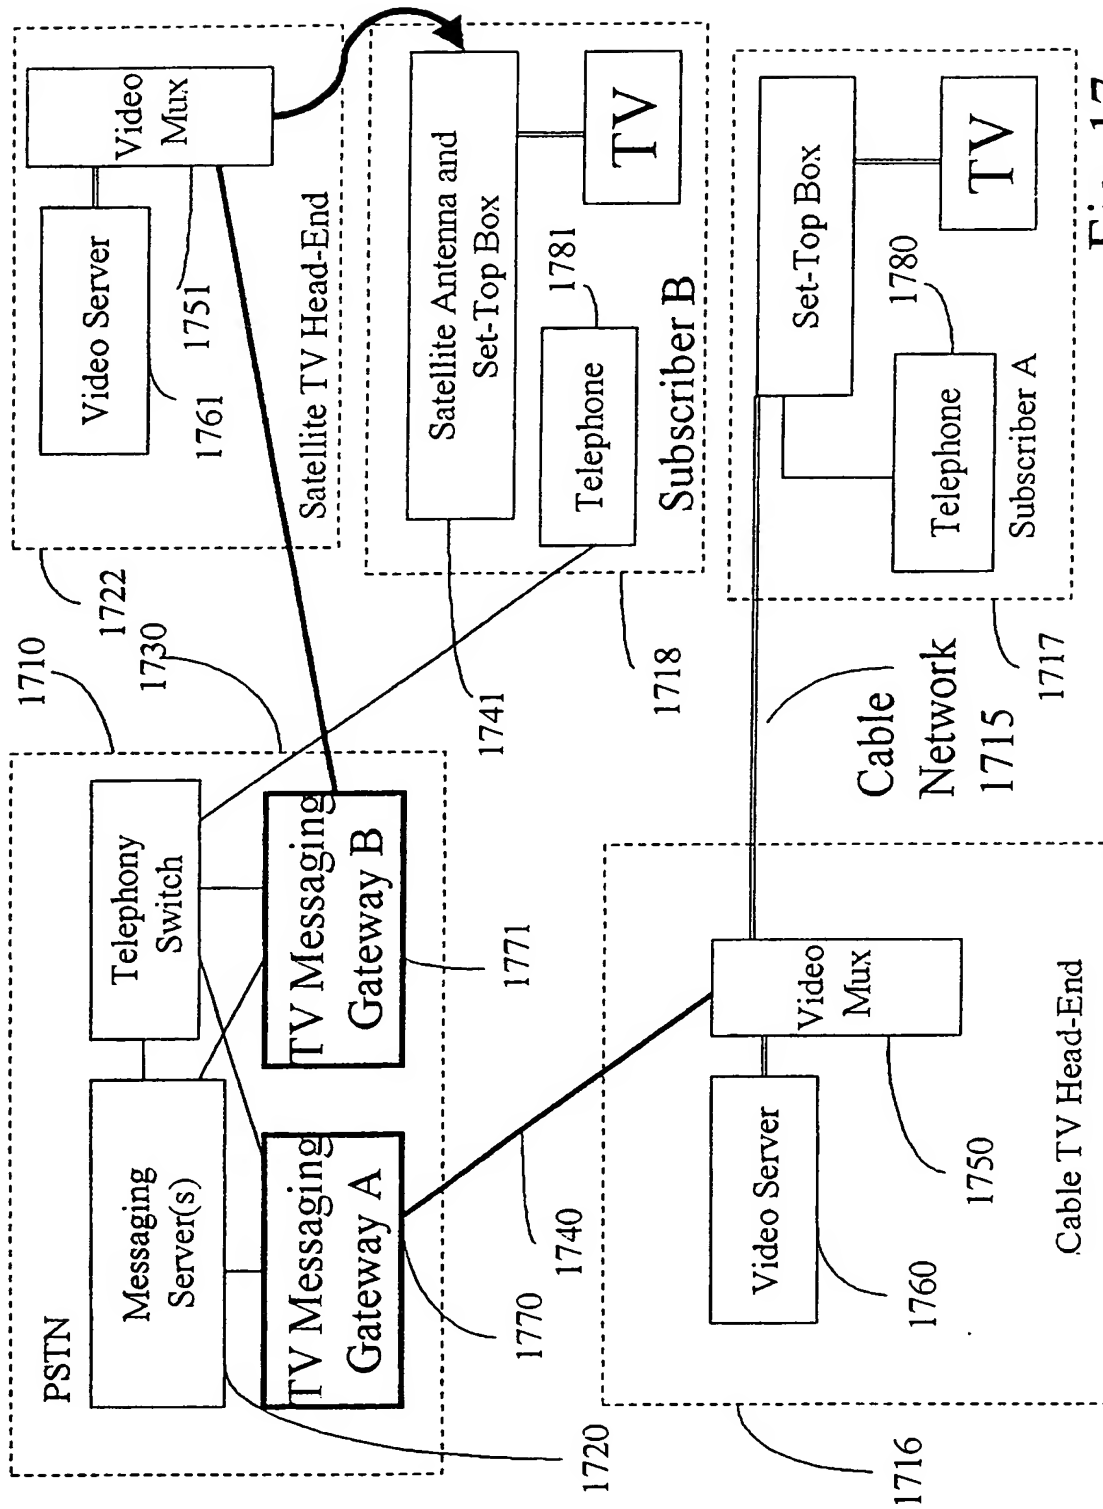 PSTN
Messaging
Server(s)
Telephony
Switch
TV Messaging
Gateway A
TV Messaging
Gateway B
1710
1730
1720
1770
1771
1740
1722
Video Server
Video
Mux
1761
1751
Satellite TV Head-End
Satellite Antenna and
Set-Top Box
TV
Telephone
1781
Subscriber B
1741
1718
Video Server
Video
Mux
1760
1750
Cable TV Head-End
1716
Cable
Network
1715
Set-Top Box
TV
Telephone
1780
Subscriber A
1717